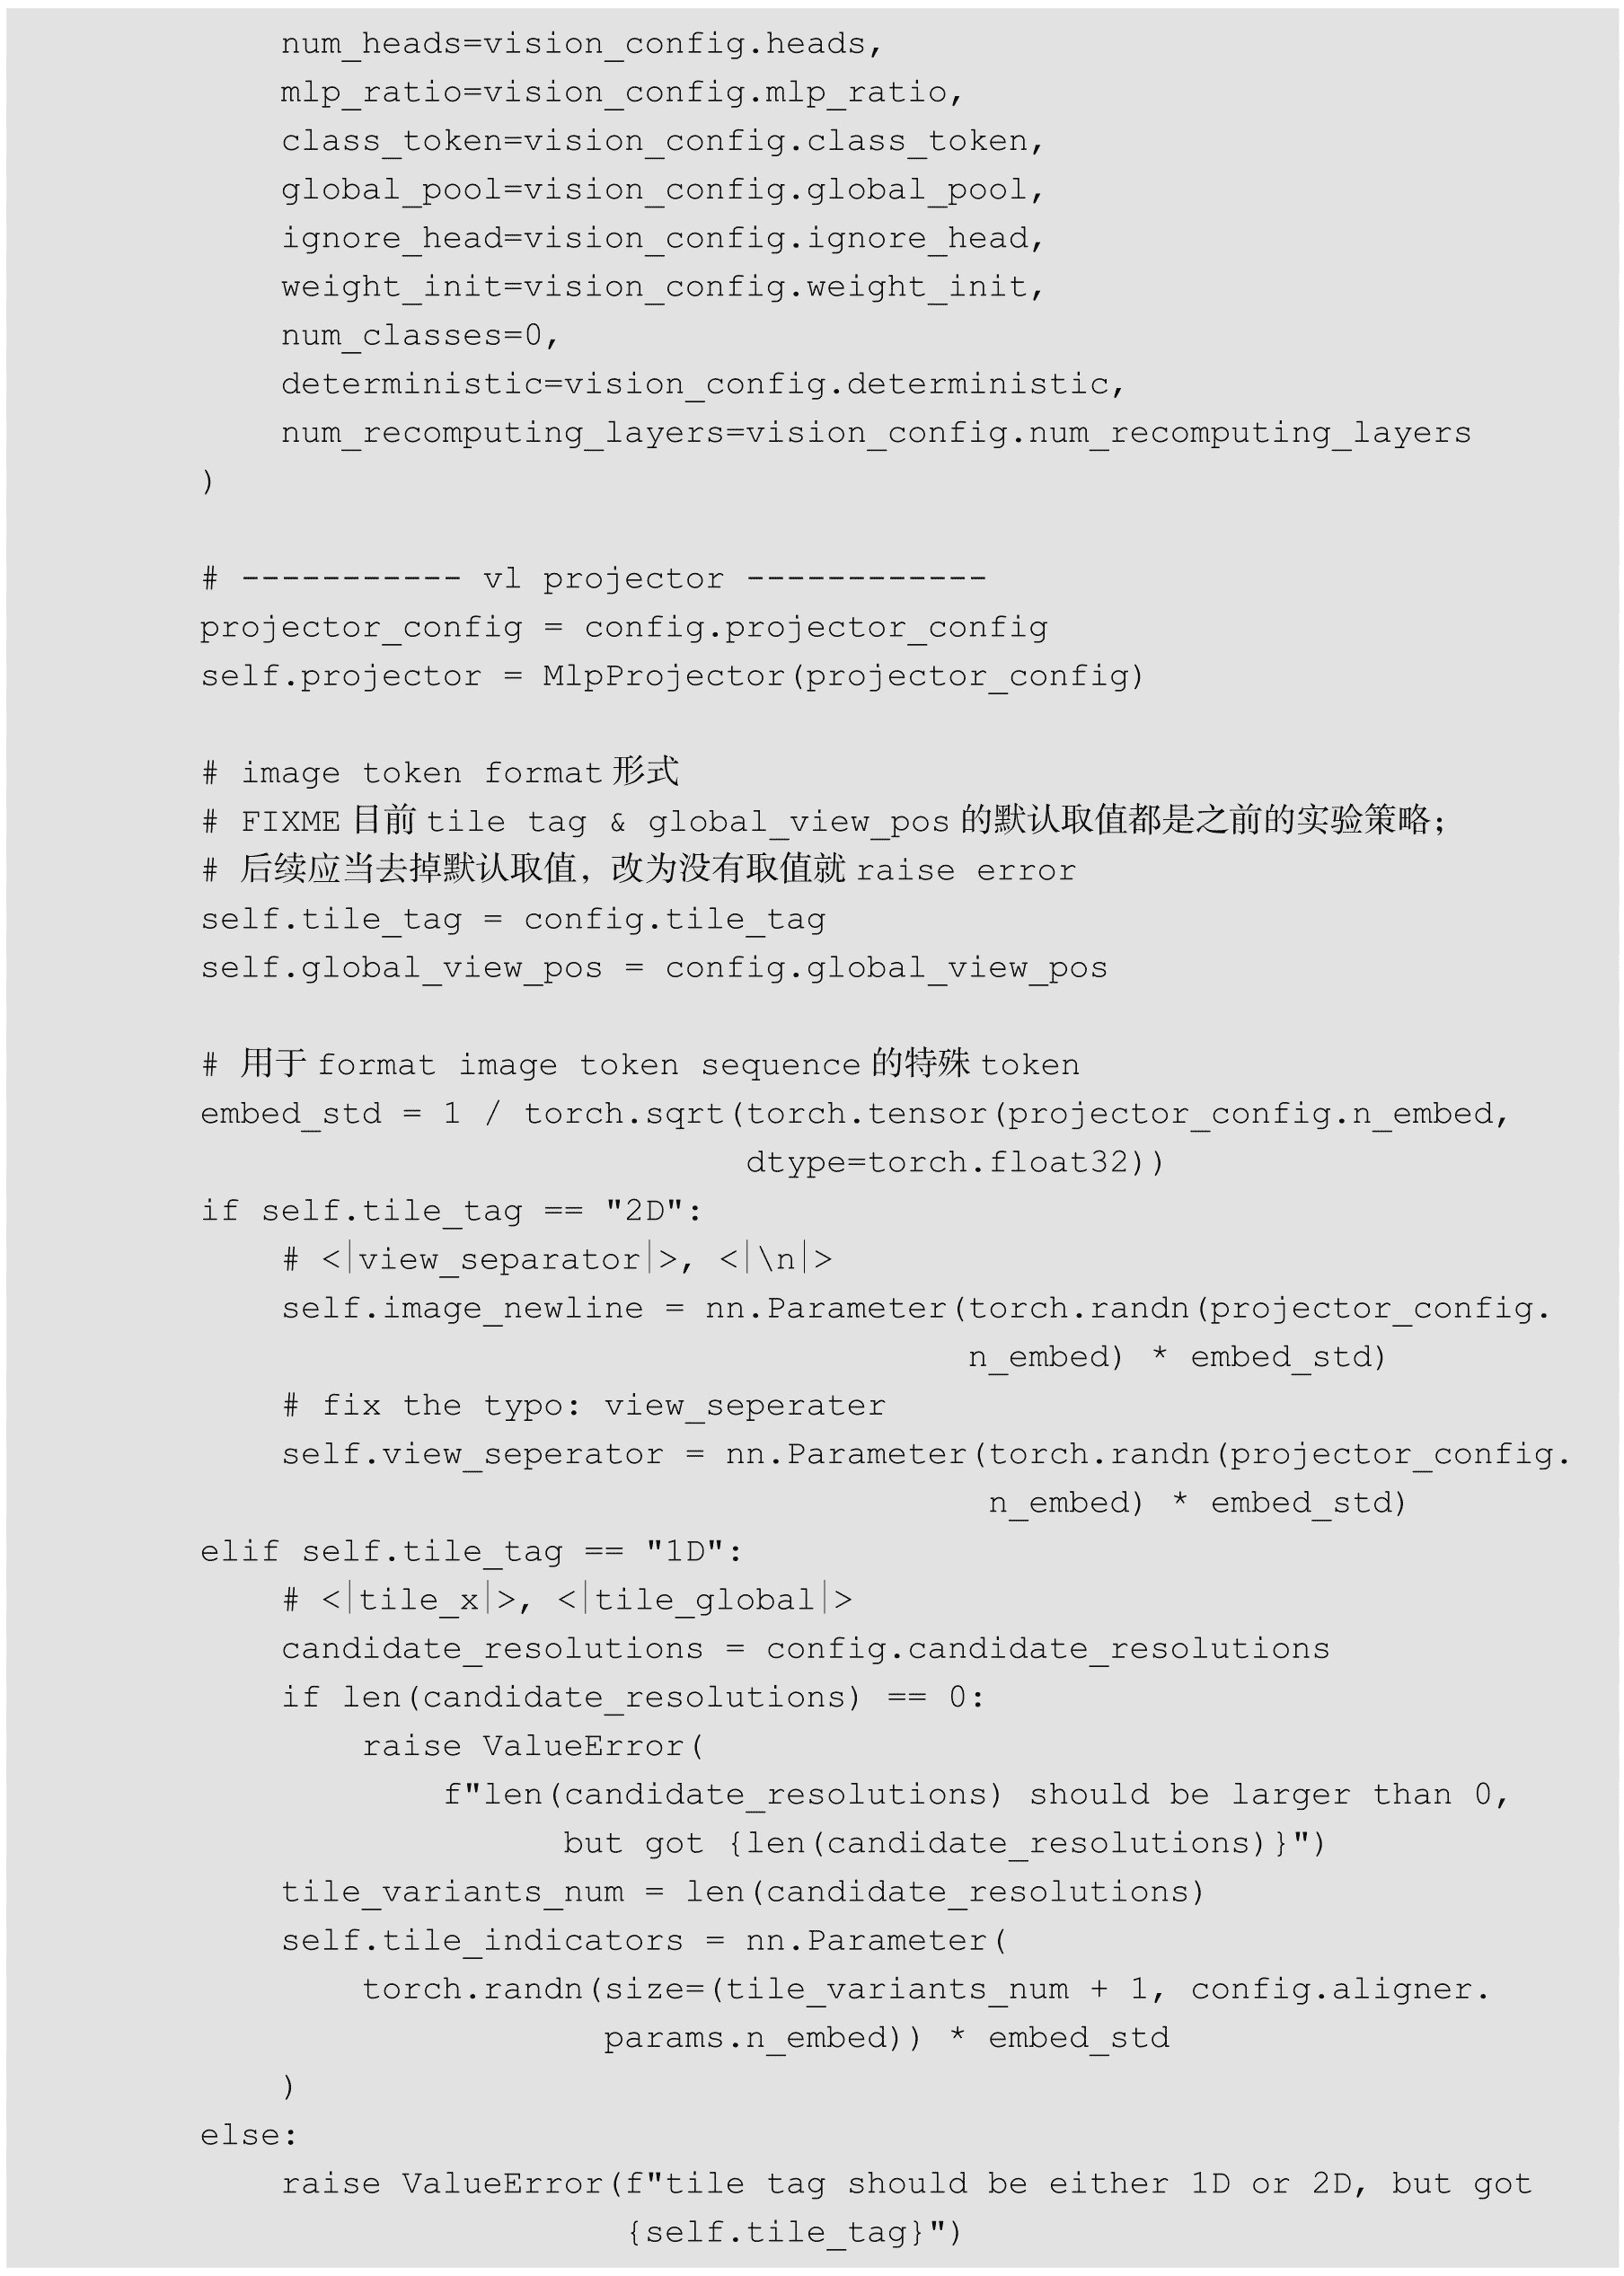 num_heads=vision_config.heads,
mlp_ratio=vision_config.mlp_ratio,
class_token=vision_config.class_token,
global_pool=vision_config.global_pool,
ignore_head=vision_config.ignore_head,
weight_init=vision_config.weight_init,
num_classes=0,
deterministic=vision_config.deterministic,
num_recomputing_layers=vision_config.num_recomputing_layers
)
# ----------- vl projector ------------
projector_config = config.projector_config
self.projector = MlpProjector(projector_config)
# image token format 形式
# FIXME 目前 tile tag & global_view_pos 的默认取值都是之前的实验策略；
# 后续应当去掉默认取值，改为没有取值就 raise error
self.tile_tag = config.tile_tag
self.global_view_pos = config.global_view_pos
# 用于 format image token sequence 的特殊 token
embed_std = 1 / torch.sqrt(torch.tensor(projector_config.n_embed,
dtype=torch.float32))
if self.tile_tag == "2D":
# <|view_separator|>, <|\n|>
self.image_newline = nn.Parameter(torch.randn(projector_config.
n_embed) * embed_std)
# fix the typo: view_seperater
self.view_seperator = nn.Parameter(torch.randn(projector_config.
n_embed) * embed_std)
elif self.tile_tag == "1D":
# <|tile_x|>, <|tile_global|>
candidate_resolutions = config.candidate_resolutions
if len(candidate_resolutions) == 0:
raise ValueError(
f"len(candidate_resolutions) should be larger than 0,
but got {len(candidate_resolutions)}")
tile_variants_num = len(candidate_resolutions)
self.tile_indicators = nn.Parameter(
torch.randn(size=(tile_variants_num + 1, config.aligner.
params.n_embed)) * embed_std
)
else:
raise ValueError(f"tile tag should be either 1D or 2D, but got
{self.tile_tag}")